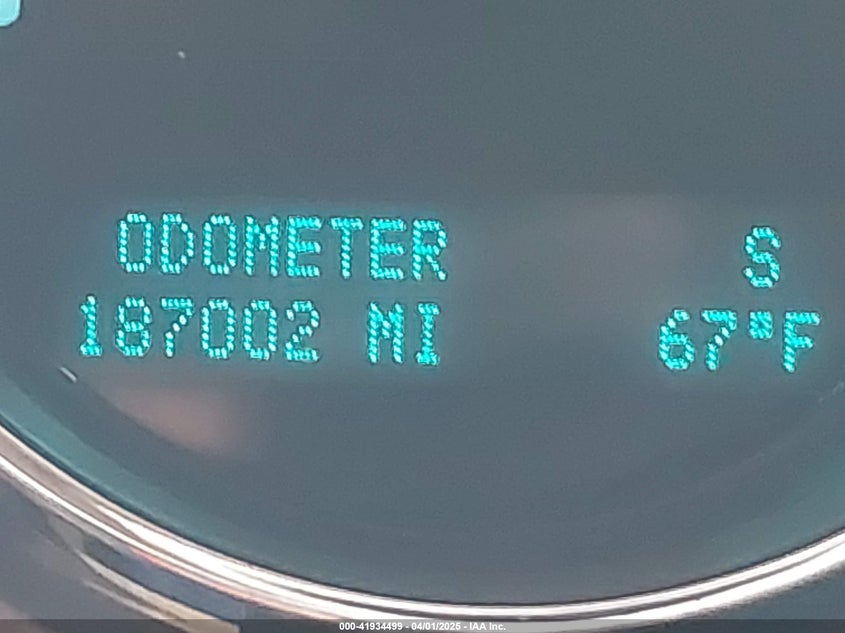 ODOMETER
S
187002 MI
67°F
000-41934499 - 04/01/2025 - IAA Inc.